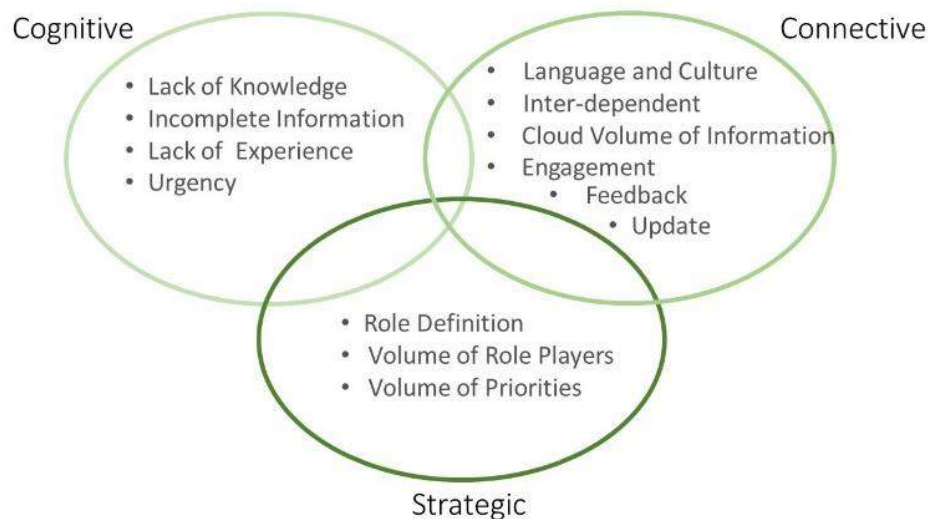 Cognitive
Connective
• Lack of Knowledge
• Incomplete Information
• Lack of Experience
• Urgency
• Language and Culture
• Inter-dependent
• Cloud Volume of Information
• Engagement
• Feedback
• Update
• Role Definition
• Volume of Role Players
• Volume of Priorities
Strategic